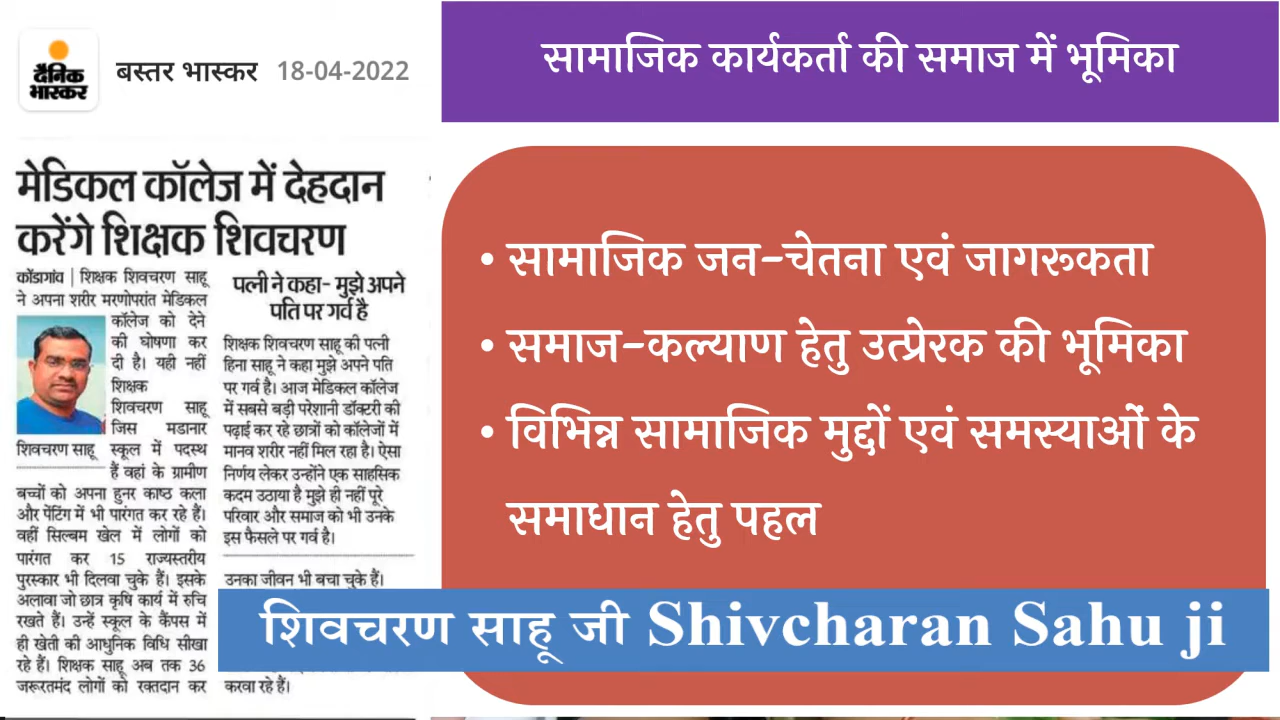 दैनिक
भास्कर
बस्तर भास्कर 18-04-2022
मेडिकल कॉलेज में देहदान
करेंगे शिक्षक शिवचरण
कोंडागांव | शिक्षक शिवचरण साहू
ने अपना शरीर मरणोपरांत मेडिकल
कॉलेज को देने
की घोषणा कर
दी है। यही नहीं
शिक्षक
शिवचरण साहू
जिस मडानार
स्कूल में पदस्थ
हैं वहां के ग्रामीण
शिवचरण साहू
बच्चों को अपना हुनर काष्ठ कला
और पेंटिंग में भी पारंगत कर रहे हैं।
वहीं सिल्बम खेल में लोगों को
पारंगत कर 15 राज्यस्तरीय
पुरस्कार भी दिलवा चुके हैं। इसके
अलावा जो छात्र कृषि कार्य में रुचि
रखते हैं। उन्हें स्कूल के कैंपस में
ही खेती की आधुनिक विधि सीखा
रहे हैं। शिक्षक साहू अब तक 36
जरूरतमंद लोगों को रक्तदान कर
पत्नी ने कहा- मुझे अपने
पति पर गर्व है
शिक्षक शिवचरण साहू की पत्नी
हिना साहू ने कहा मुझे अपने पति
पर गर्व है। आज मेडिकल कॉलेज
में सबसे बड़ी परेशानी डॉक्टरी की
पढ़ाई कर रहे छात्रों को कॉलेजों में
मानव शरीर नहीं मिल रहा है। ऐसा
निर्णय लेकर उन्होंने एक साहसिक
कदम उठाया है मुझे ही नहीं पूरे
परिवार और समाज को भी उनके
इस फैसले पर गर्व है।
उनका जीवन भी बचा चुके हैं।
करवा रहे हैं।
सामाजिक कार्यकर्ता की समाज में भूमिका
• सामाजिक जन-चेतना एवं जागरूकता
• समाज-कल्याण हेतु उत्प्रेरक की भूमिका
• विभिन्न सामाजिक मुद्दों एवं समस्याओं के
समाधान हेतु पहल
शिवचरण साहू जी Shivcharan Sahu ji